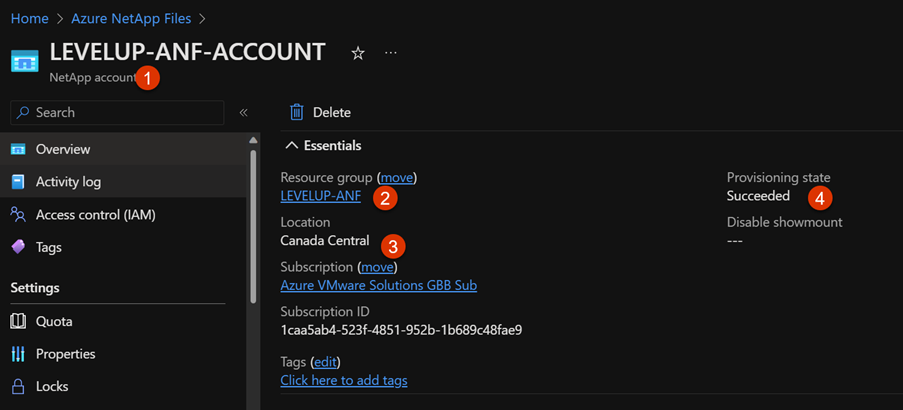 Home > Azure NetApp Files >
LEVELUP-ANF-ACCOUNT ☆ ...
NetApp account 1
Search «
Overview
Activity log
Access control (IAM)
Tags
Settings
Quota
Properties
Locks
Delete
Essentials
Resource group (move)
LEVELUP-ANF 2
Location
Canada Central 3
Subscription (move)
Azure VMware Solutions GBB Sub
Subscription ID
1caa5ab4-523f-4851-952b-1b689c48fae9
Tags (edit)
Click here to add tags
Provisioning state
Succeeded 4
Disable showmount
---